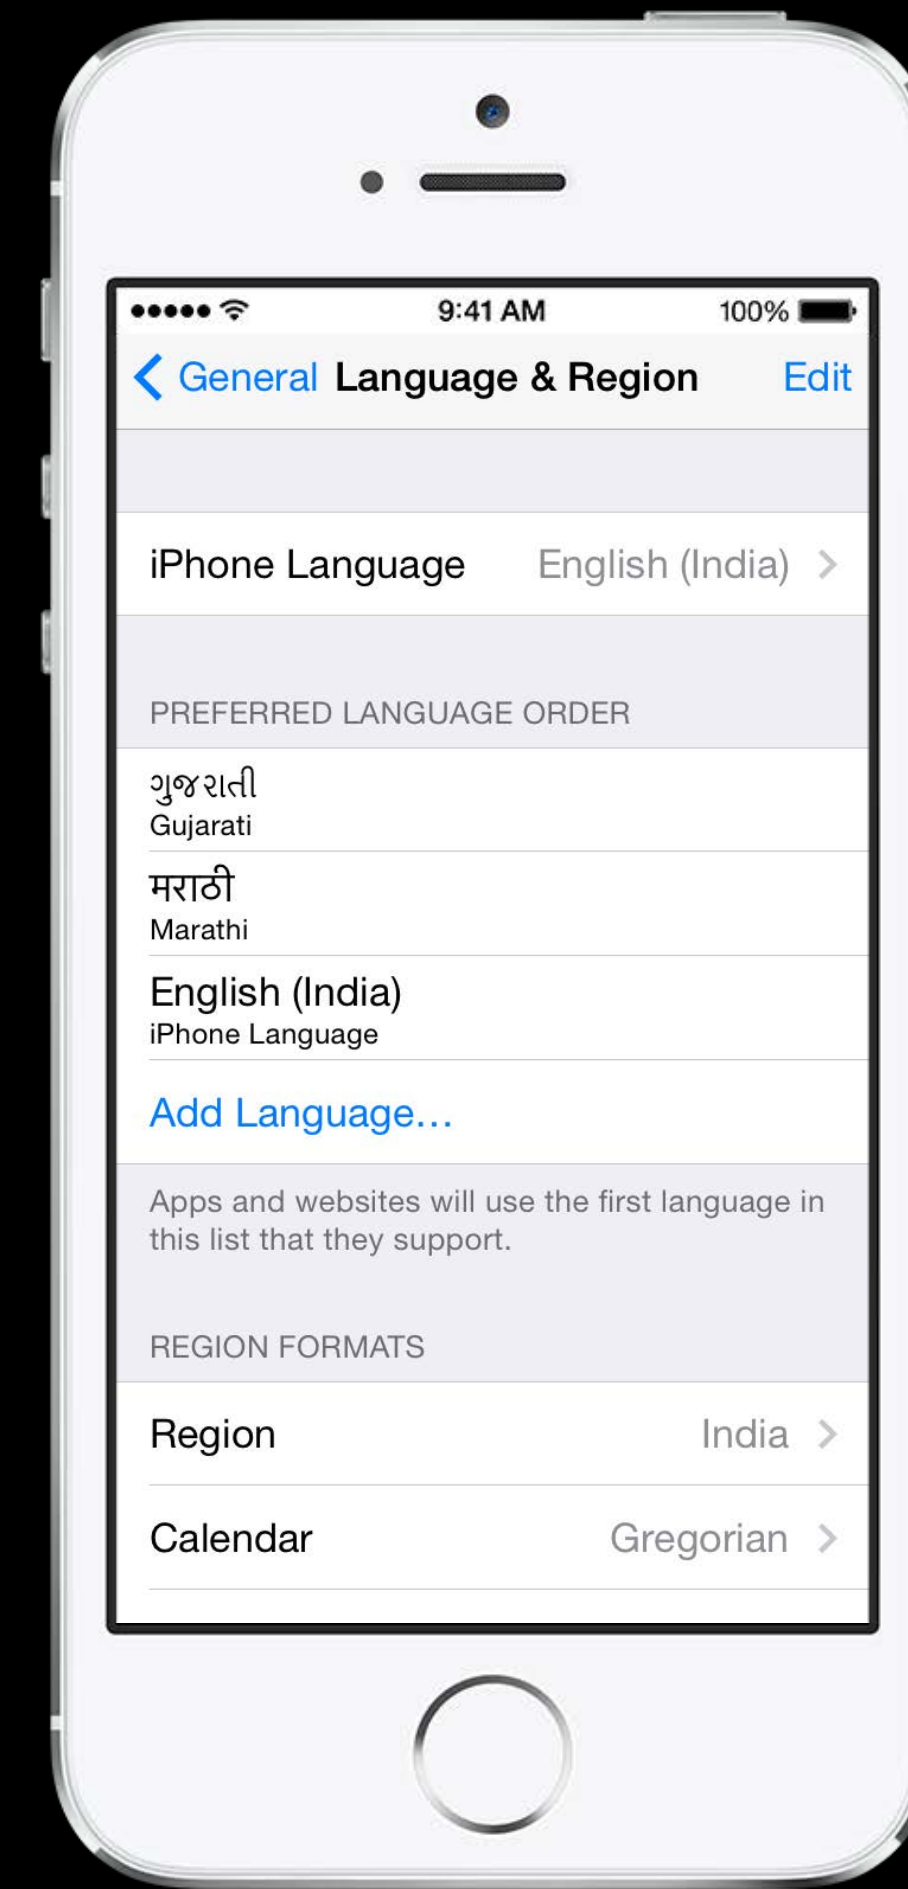 9:41 AM 100%
General Language & Region Edit
iPhone Language English (India)
PREFERRED LANGUAGE ORDER
ગુજરાતી
Gujarati
मराठी
Marathi
English (India)
iPhone Language
Add Language…
Apps and websites will use the first language in
this list that they support.
REGION FORMATS
Region India
Calendar Gregorian